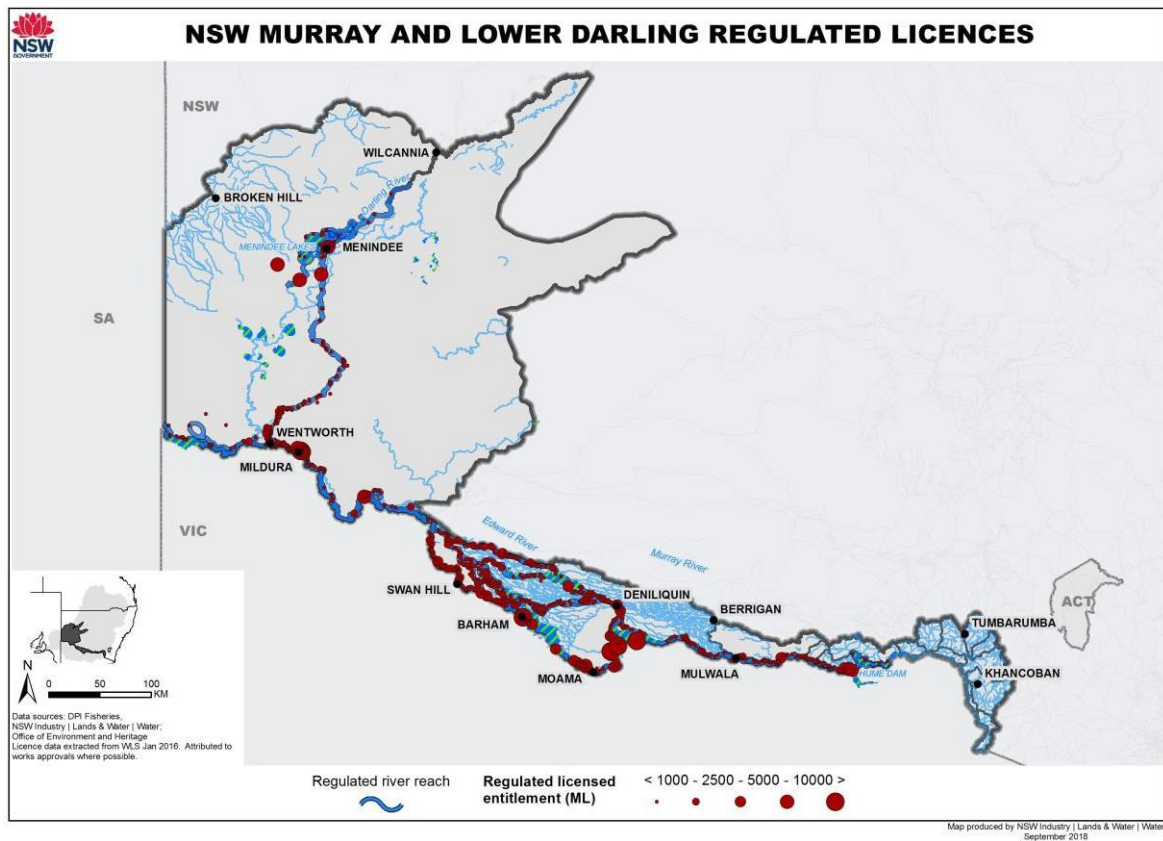 NSW
GOVERNMENT
NSW MURRAY AND LOWER DARLING REGULATED LICENCES
NSW
WILCANNIA
BROKEN HILL
Darling River
MENINDEE LAKES
MENINDEE
SA
WENTWORTH
MILDURA
VIC
Edward River
Murray River
SWAN HILL
DENILIQUIN
BERRIGAN
ACT
BARHAM
TUMBARUMBA
MOAMA
MULWALA
HUME DAM
KHANCOBAN
N
0 50 100
KM
Data sources: DPI Fisheries,
NSW Industry | Lands & Water | Water;
Office of Environment and Heritage
Licence data extracted from WLS Jan 2016. Attributed to
works approvals where possible.
Regulated river reach
Regulated licensed
entitlement (ML)
< 1000 - 2500 - 5000 - 10000 >
Map produced by NSW Industry | Lands & Water | Water
September 2018